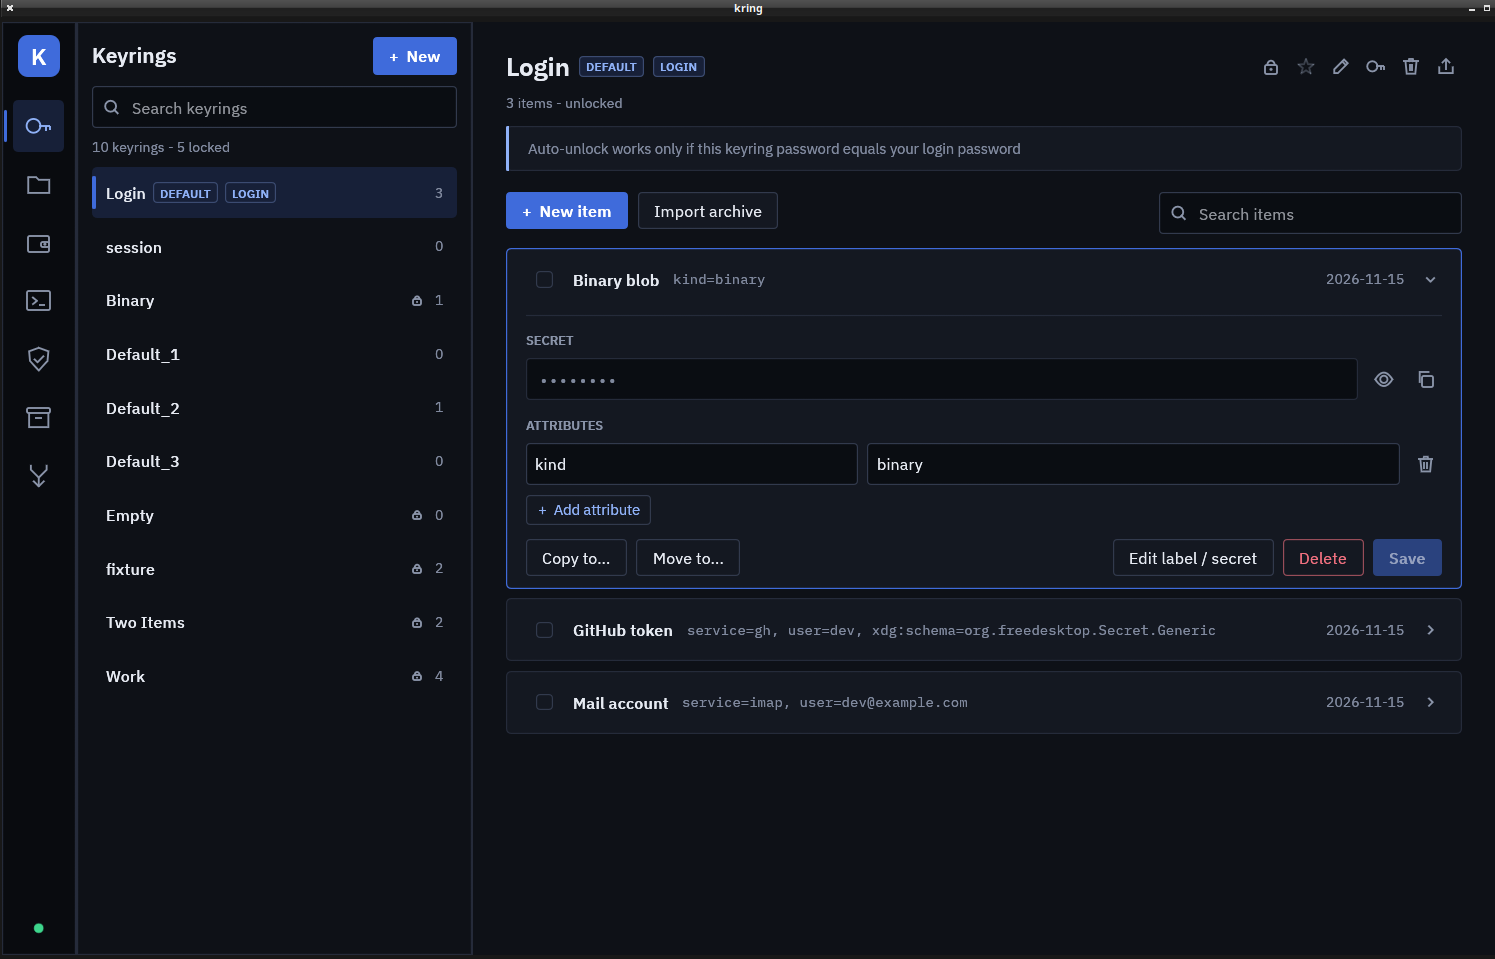 kring
K
Keyrings
+ New
Search keyrings
10 keyrings - 5 locked
Login DEFAULT LOGIN 3
session 0
Binary 1
Default_1 0
Default_2 1
Default_3 0
Empty 0
fixture 2
Two Items 2
Work 4
Login DEFAULT LOGIN
3 items - unlocked
Auto-unlock works only if this keyring password equals your login password
+ New item Import archive Search items
Binary blob kind=binary 2026-11-15
SECRET
••••••••
ATTRIBUTES
kind binary
+ Add attribute
Copy to... Move to... Edit label / secret Delete Save
GitHub token service=gh, user=dev, xdg:schema=org.freedesktop.Secret.Generic 2026-11-15
Mail account service=imap, user=dev@example.com 2026-11-15